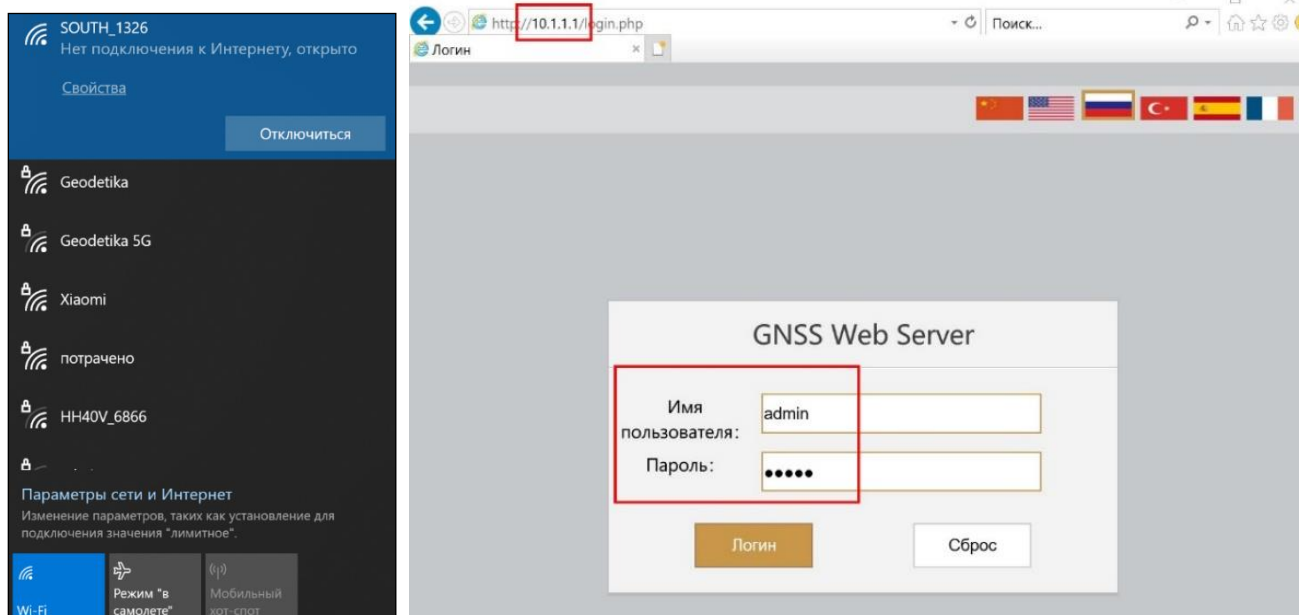 SOUTH_1326
Нет подключения к Интернету, открыто
Свойства
Отключиться
Geodetika
Geodetika 5G
Xiaomi
потрачено
HH40V_6866
Параметры сети и Интернет
Изменение параметров, таких как установление для
подключения значения "лимитное".
Wi-Fi
Режим "в
самолете"
Мобильный
хот-спот
http://10.1.1.1/login.php
Поиск...
Логин
GNSS Web Server
Имя
пользователя:
admin
Пароль:
•••••
Логин
Сброс